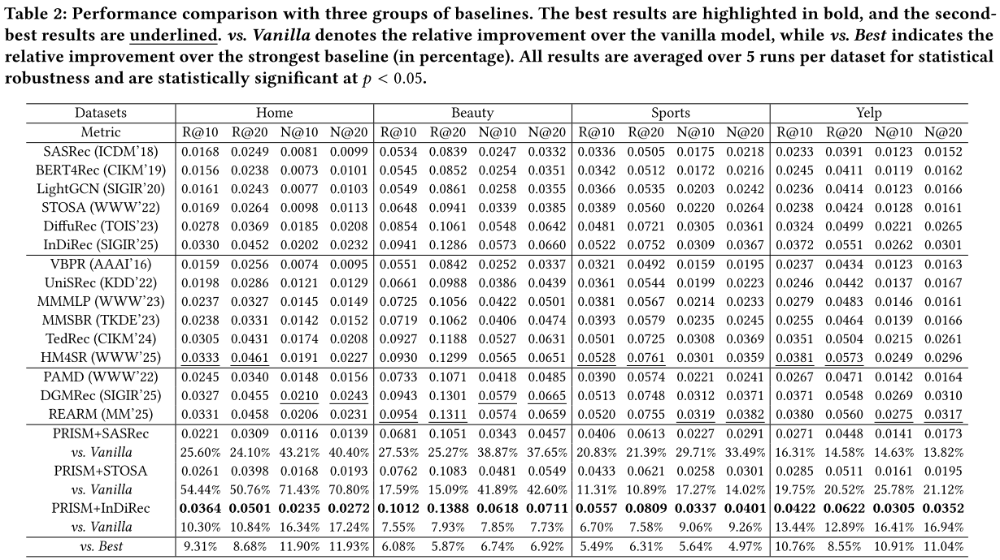 Table 2: Performance comparison with three groups of baselines. The best results are highlighted in bold, and the second-
best results are underlined. vs. Vanilla denotes the relative improvement over the vanilla model, while vs. Best indicates the
relative improvement over the strongest baseline (in percentage). All results are averaged over 5 runs per dataset for statistical
robustness and are statistically significant at p < 0.05.
Datasets Home Beauty Sports Yelp
Metric R@10 R@20 N@10 N@20 R@10 R@20 N@10 N@20 R@10 R@20 N@10 N@20 R@10 R@20 N@10 N@20
SASRec (ICDM'18) 0.0168 0.0249 0.0081 0.0099 0.0534 0.0839 0.0247 0.0332 0.0336 0.0505 0.0175 0.0218 0.0233 0.0391 0.0123 0.0152
BERT4Rec (CIKM'19) 0.0156 0.0238 0.0073 0.0101 0.0545 0.0852 0.0254 0.0351 0.0342 0.0512 0.0172 0.0216 0.0245 0.0411 0.0119 0.0162
LightGCN (SIGIR'20) 0.0161 0.0243 0.0077 0.0103 0.0549 0.0861 0.0258 0.0355 0.0366 0.0535 0.0203 0.0242 0.0236 0.0414 0.0123 0.0166
STOSA (WWW'22) 0.0169 0.0264 0.0098 0.0113 0.0648 0.0941 0.0339 0.0385 0.0389 0.0560 0.0220 0.0264 0.0238 0.0424 0.0128 0.0161
DiffuRec (TOIS'23) 0.0278 0.0369 0.0185 0.0208 0.0854 0.1061 0.0548 0.0642 0.0481 0.0721 0.0305 0.0361 0.0324 0.0499 0.0221 0.0265
InDiRec (SIGIR'25) 0.0330 0.0452 0.0202 0.0232 0.0941 0.1286 0.0573 0.0660 0.0522 0.0752 0.0309 0.0367 0.0372 0.0551 0.0262 0.0301
VBPR (AAAI'16) 0.0159 0.0256 0.0074 0.0095 0.0551 0.0842 0.0252 0.0337 0.0321 0.0492 0.0159 0.0195 0.0237 0.0434 0.0123 0.0163
UniSRec (KDD'22) 0.0198 0.0286 0.0121 0.0129 0.0661 0.0988 0.0386 0.0439 0.0361 0.0544 0.0199 0.0223 0.0246 0.0442 0.0137 0.0167
MMMLP (WWW'23) 0.0237 0.0327 0.0145 0.0149 0.0725 0.1056 0.0422 0.0501 0.0381 0.0567 0.0214 0.0233 0.0279 0.0483 0.0146 0.0161
MMSBR (TKDE'23) 0.0238 0.0331 0.0142 0.0152 0.0719 0.1062 0.0406 0.0474 0.0393 0.0579 0.0235 0.0245 0.0255 0.0464 0.0139 0.0166
TedRec (CIKM'24) 0.0305 0.0431 0.0174 0.0208 0.0927 0.1188 0.0527 0.0631 0.0501 0.0725 0.0308 0.0369 0.0351 0.0504 0.0215 0.0261
HM4SR (WWW'25) 0.0333 0.0461 0.0191 0.0227 0.0930 0.1299 0.0565 0.0651 0.0528 0.0761 0.0301 0.0359 0.0381 0.0573 0.0249 0.0296
PAMD (WWW'22) 0.0245 0.0340 0.0148 0.0156 0.0733 0.1071 0.0418 0.0485 0.0390 0.0574 0.0221 0.0241 0.0267 0.0471 0.0142 0.0164
DGMRec (SIGIR'25) 0.0327 0.0455 0.0210 0.0243 0.0943 0.1301 0.0579 0.0665 0.0513 0.0748 0.0312 0.0371 0.0371 0.0548 0.0269 0.0310
REARM (MM'25) 0.0331 0.0458 0.0206 0.0231 0.0954 0.1311 0.0574 0.0659 0.0520 0.0755 0.0319 0.0382 0.0380 0.0560 0.0275 0.0317
PRISM+SASRec 0.0221 0.0309 0.0116 0.0139 0.0681 0.1051 0.0343 0.0457 0.0406 0.0613 0.0227 0.0291 0.0271 0.0448 0.0141 0.0173
vs. Vanilla 25.60% 24.10% 43.21% 40.40% 27.53% 25.27% 38.87% 37.65% 20.83% 21.39% 29.71% 33.49% 16.31% 14.58% 14.63% 13.82%
PRISM+STOSA 0.0261 0.0398 0.0168 0.0193 0.0762 0.1083 0.0481 0.0549 0.0433 0.0621 0.0258 0.0301 0.0285 0.0511 0.0161 0.0195
vs. Vanilla 54.44% 50.76% 71.43% 70.80% 17.59% 15.09% 41.89% 42.60% 11.31% 10.89% 17.27% 14.02% 19.75% 20.52% 25.78% 21.12%
PRISM+InDiRec 0.0364 0.0501 0.0235 0.0272 0.1012 0.1388 0.0618 0.0711 0.0557 0.0809 0.0337 0.0401 0.0422 0.0622 0.0305 0.0352
vs. Vanilla 10.30% 10.84% 16.34% 17.24% 7.55% 7.93% 7.85% 7.73% 6.70% 7.58% 9.06% 9.26% 13.44% 12.89% 16.41% 16.94%
vs. Best 9.31% 8.68% 11.90% 11.93% 6.08% 5.87% 6.74% 6.92% 5.49% 6.31% 5.64% 4.97% 10.76% 8.55% 10.91% 11.04%